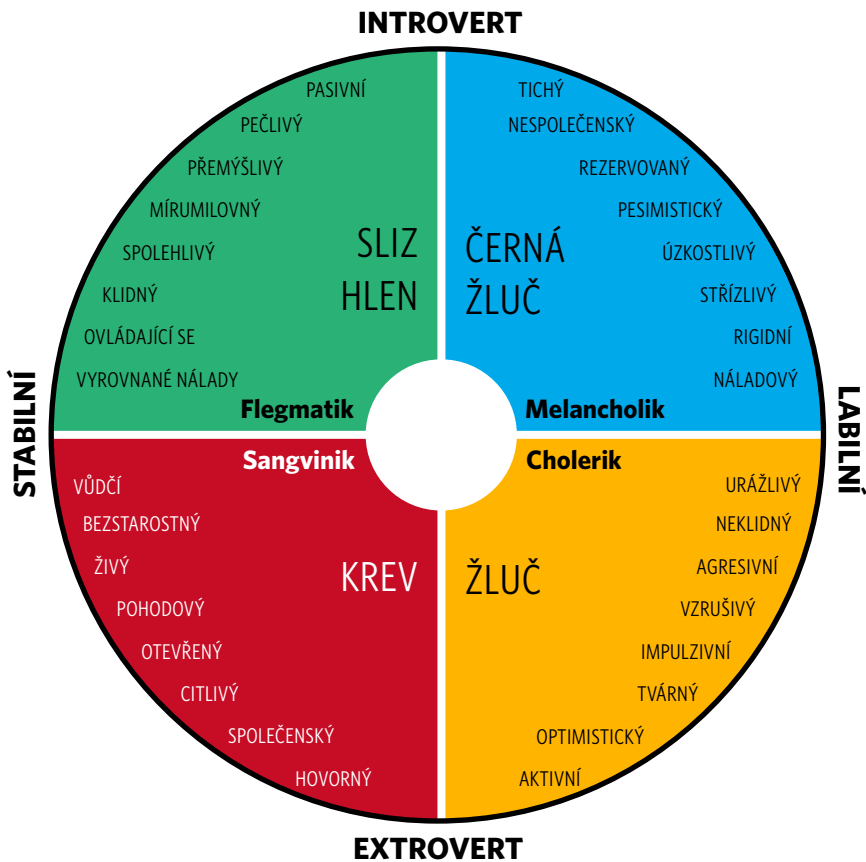 INTROVERT
PASIVNÍ
PEČLIVÝ
PŘEMÝŠLIVÝ
MÍRUMILOVNÝ
SPOLEHLIVÝ
KLIDNÝ
OVLÁDAJÍCÍ SE
VYROVNANÉ NÁLADY
SLIZ
HLEN
Flegmatik
TICHÝ
NESPOLEČENSKÝ
REZERVOVANÝ
PESIMISTICKÝ
ÚZKOSTLIVÝ
STŘÍZLIVÝ
RIGIDNÍ
NÁLADOVÝ
ČERNÁ
ŽLUČ
Melancholik
STABILNÍ
LABILNÍ
Sangvinik
VŮDČÍ
BEZSTAROSTNÝ
ŽIVÝ
POHODOVÝ
OTEVŘENÝ
CITLIVÝ
SPOLEČENSKÝ
HOVORNÝ
KREV
Cholerik
URÁŽLIVÝ
NEKLIDNÝ
AGRESIVNÍ
VZRUŠIVÝ
IMPULZIVNÍ
TVÁRNÝ
OPTIMISTICKÝ
AKTIVNÍ
ŽLUČ
EXTROVERT